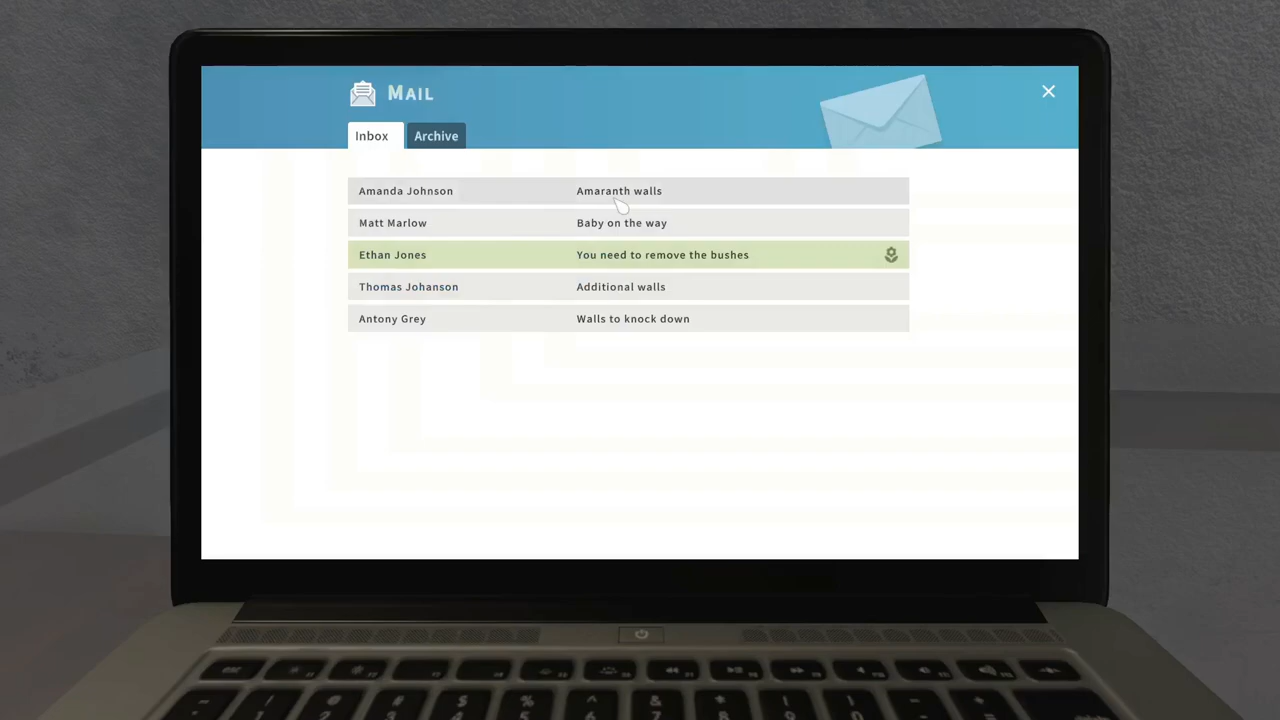 Mail
Inbox Archive
Amanda Johnson Amaranth walls
Matt Marlow Baby on the way
Ethan Jones You need to remove the bushes
Thomas Johanson Additional walls
Antony Grey Walls to knock down
esc